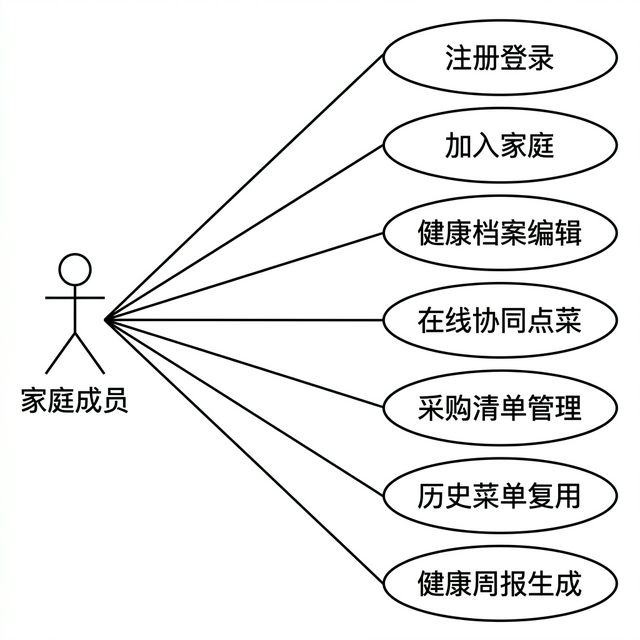 注册登录
加入家庭
健康档案编辑
在线协同点菜
家庭成员
采购清单管理
历史菜单复用
健康周报生成